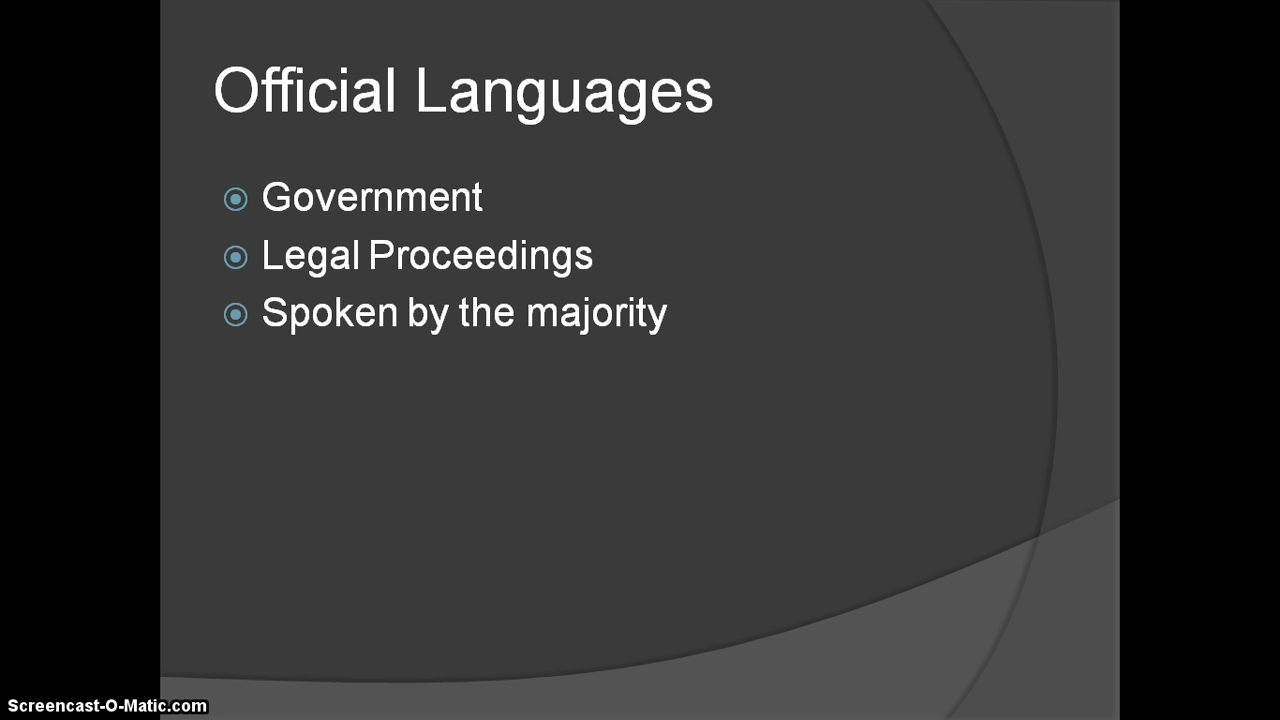 Official Languages
Government
Legal Proceedings
Spoken by the majority
Screencast-O-Matic.com